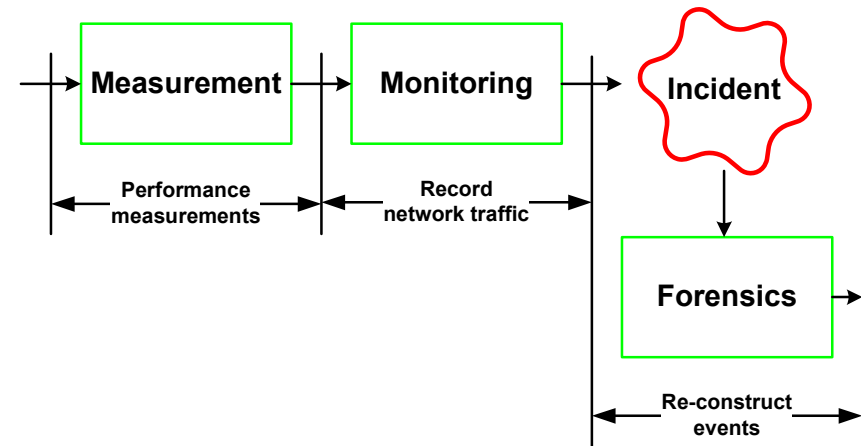 Measurement
Monitoring
Incident
Performance
measurements
Record
network traffic
Forensics
Re-construct
events